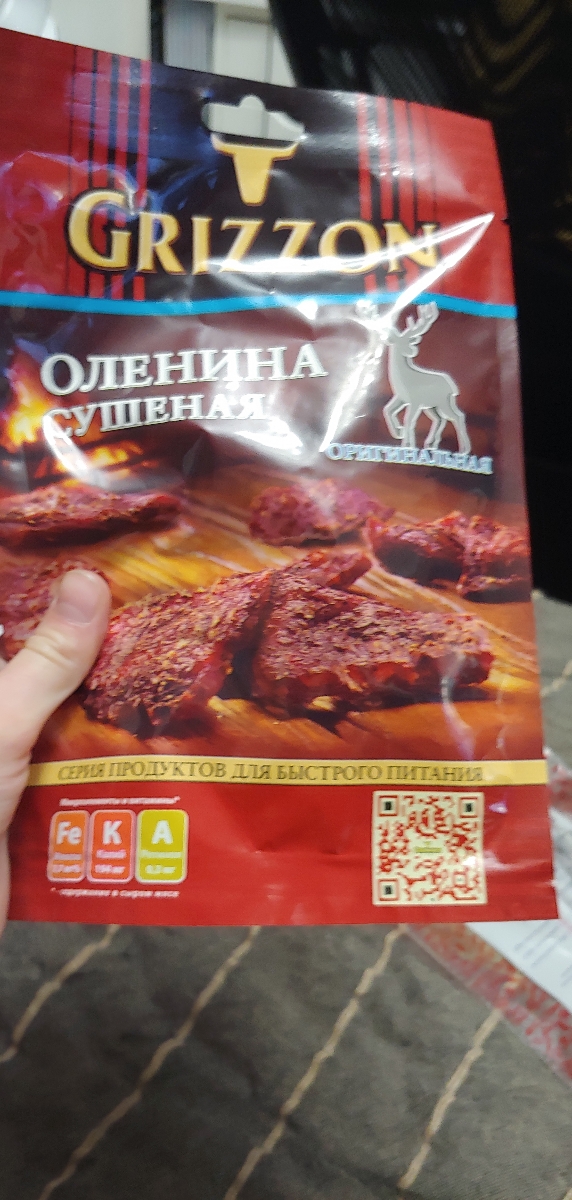 GRIZZON
ОЛЕНИНА
СУШЕНАЯ
ОРИГИНАЛЬНАЯ
СЕРИЯ ПРОДУКТОВ ДЛЯ БЫСТРОГО ПИТАНИЯ
Fe K A